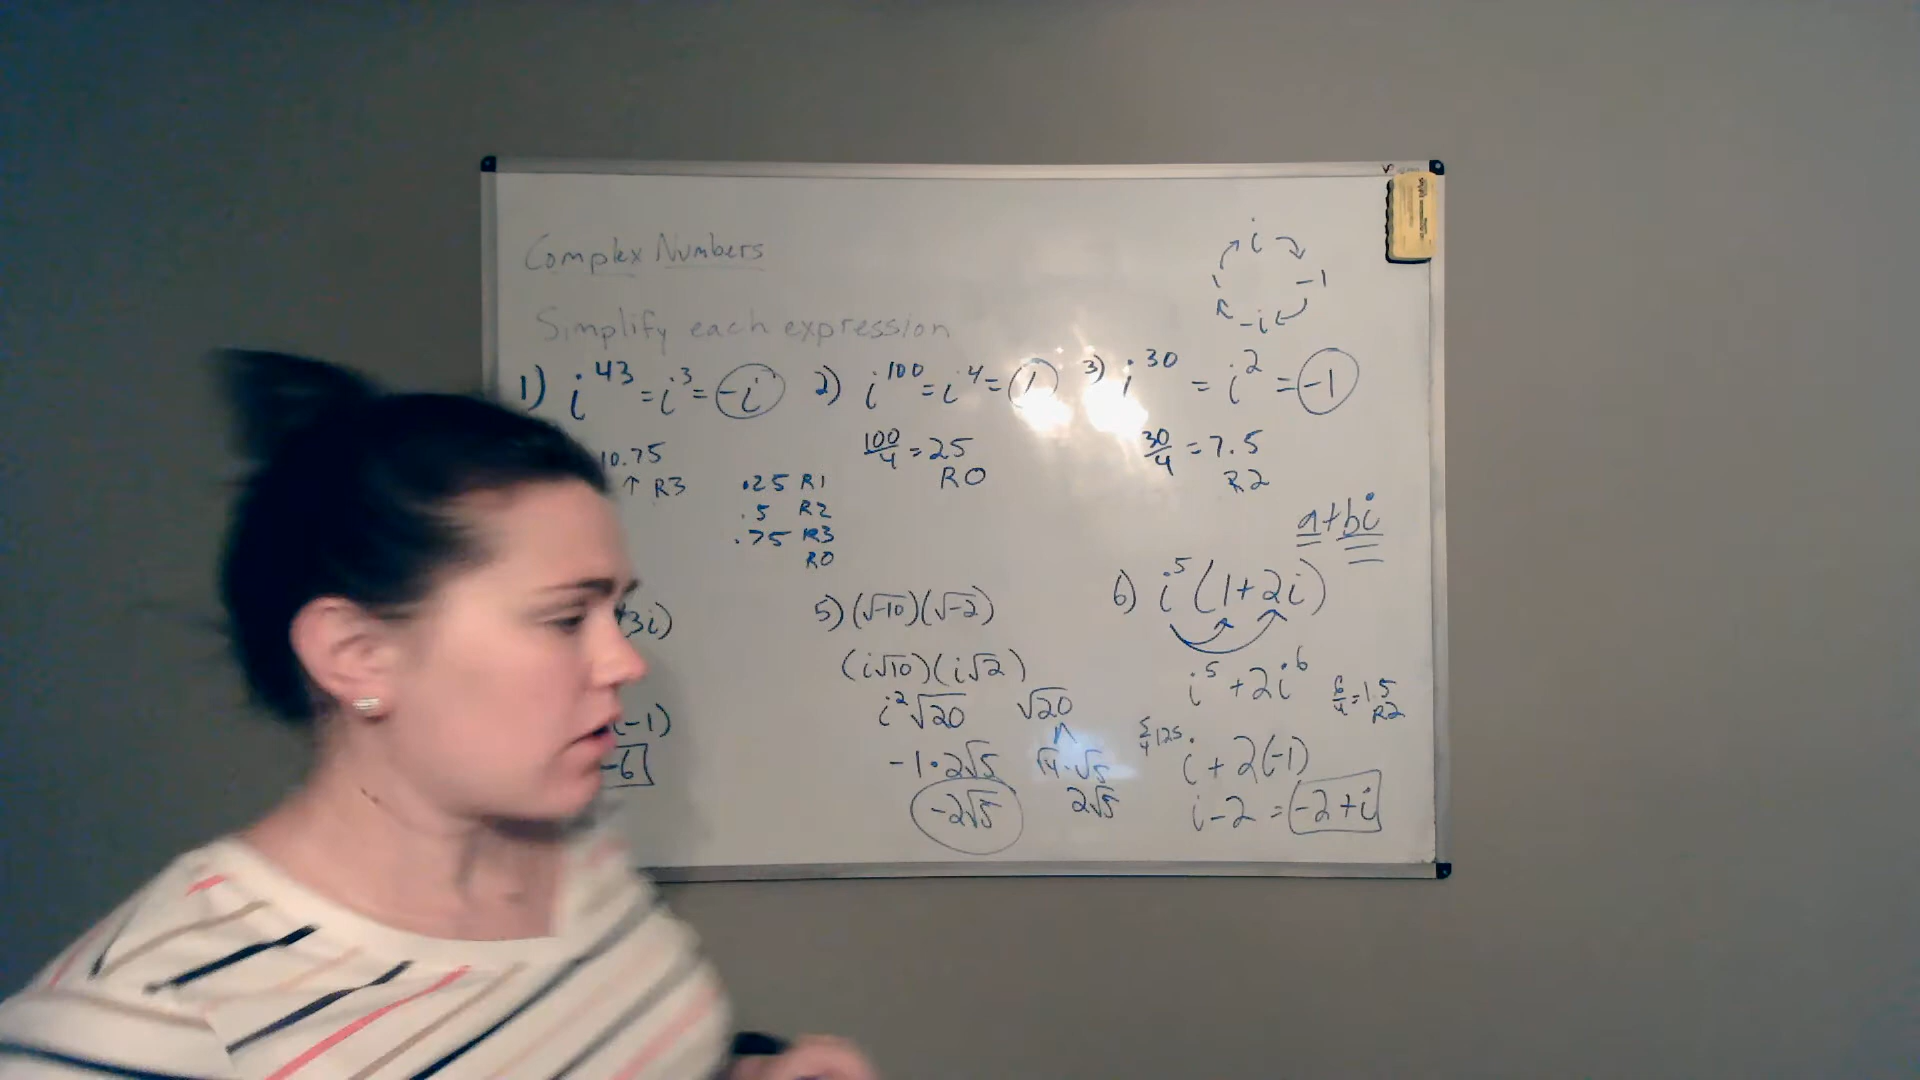 Complex Numbers
i
-1
-i
1
Simplify each expression
1) i^43 = i^3 = -i
2) i^100 = i^4 = 1
3) i^30 = i^2 = -1
10.75
↑ R3
.25 R1
.5 R2
.75 R3
R0
100/4 = 25
R0
30/4 = 7.5
R2
a+bi
3i)
(-1)
-6
5) (√-10)(√-2)
(i√10)(i√2)
i^2√20
-1·2√5
-2√5
√20
√4·√5
2√5
6) i^5(1+2i)
i^5 + 2i^6
6/4=1.5
R2
5/4 1.25
i + 2(-1)
i-2 = -2+i